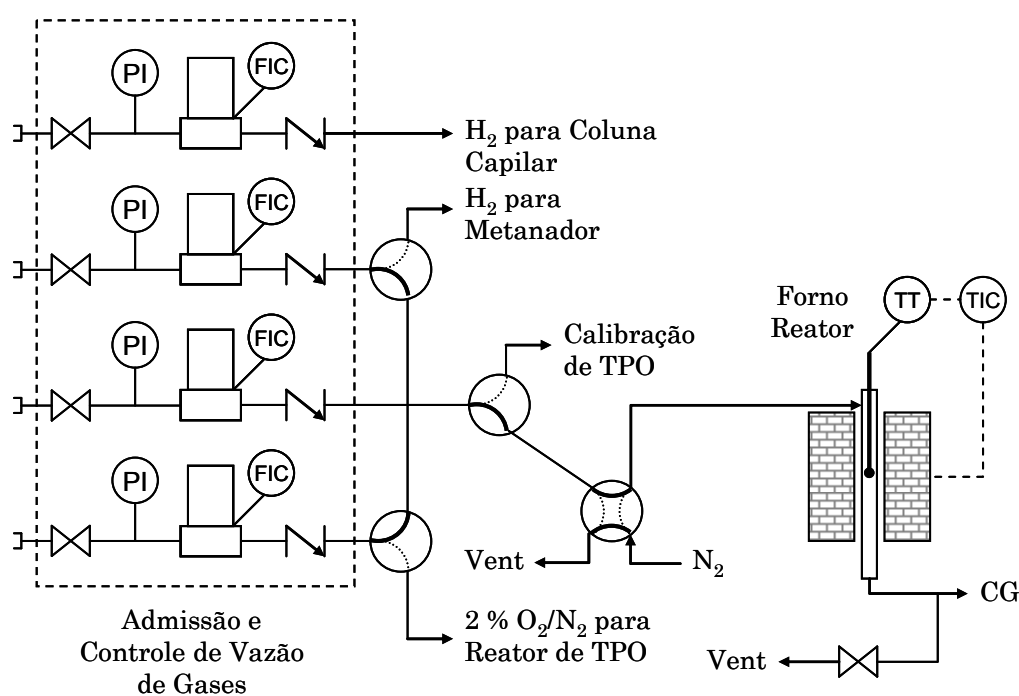 PI
FIC
H₂ para Coluna
Capilar
PI
FIC
H₂ para
Metanador
PI
FIC
Calibração
de TPO
Forno
Reator
TT
TIC
PI
FIC
Vent
N₂
2 % O₂/N₂ para
Reator de TPO
CG
Vent
Admissão e
Controle de Vazão
de Gases